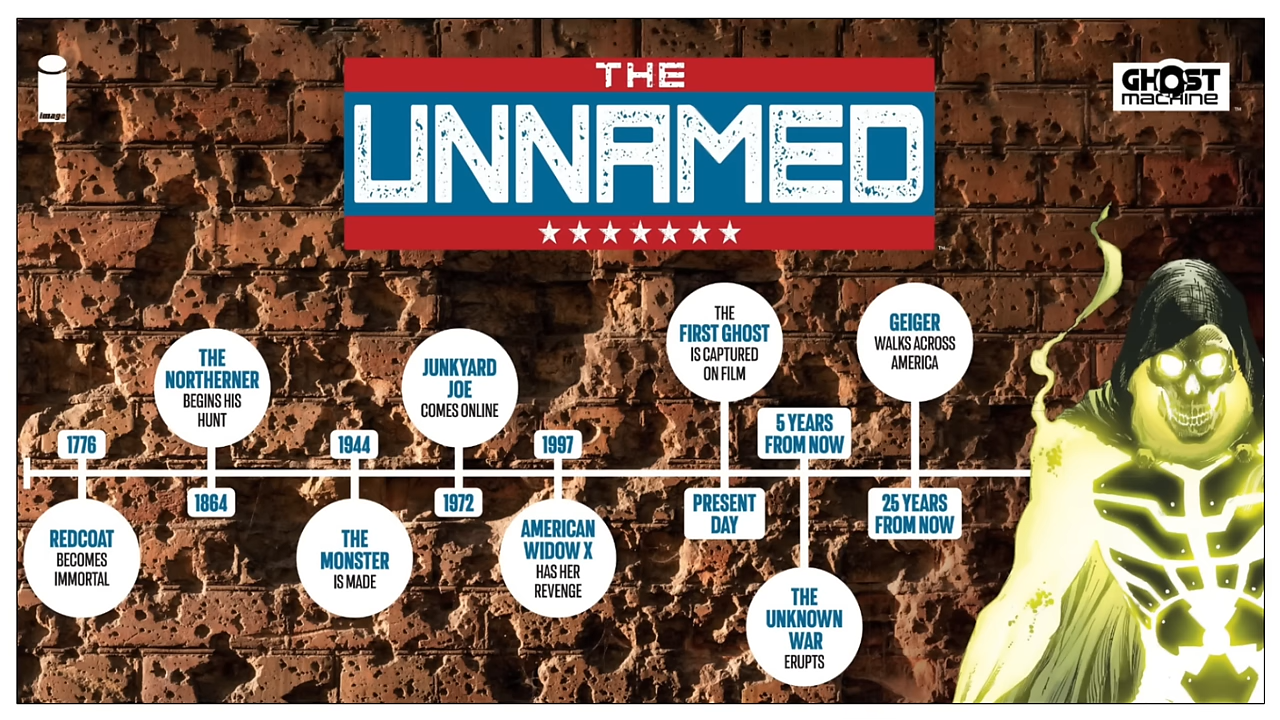 image
THE
UNNAMED
GHOST
machine
THE
FIRST GHOST
IS CAPTURED
ON FILM
GEIGER
WALKS ACROSS
AMERICA
THE
NORTHERNER
BEGINS HIS
HUNT
JUNKYARD
JOE
COMES ONLINE
1776
1944
1997
5 YEARS
FROM NOW
1864
1972
PRESENT
DAY
25 YEARS
FROM NOW
REDCOAT
BECOMES
IMMORTAL
THE
MONSTER
IS MADE
AMERICAN
WIDOW X
HAS HER
REVENGE
THE
UNKNOWN
WAR
ERUPTS